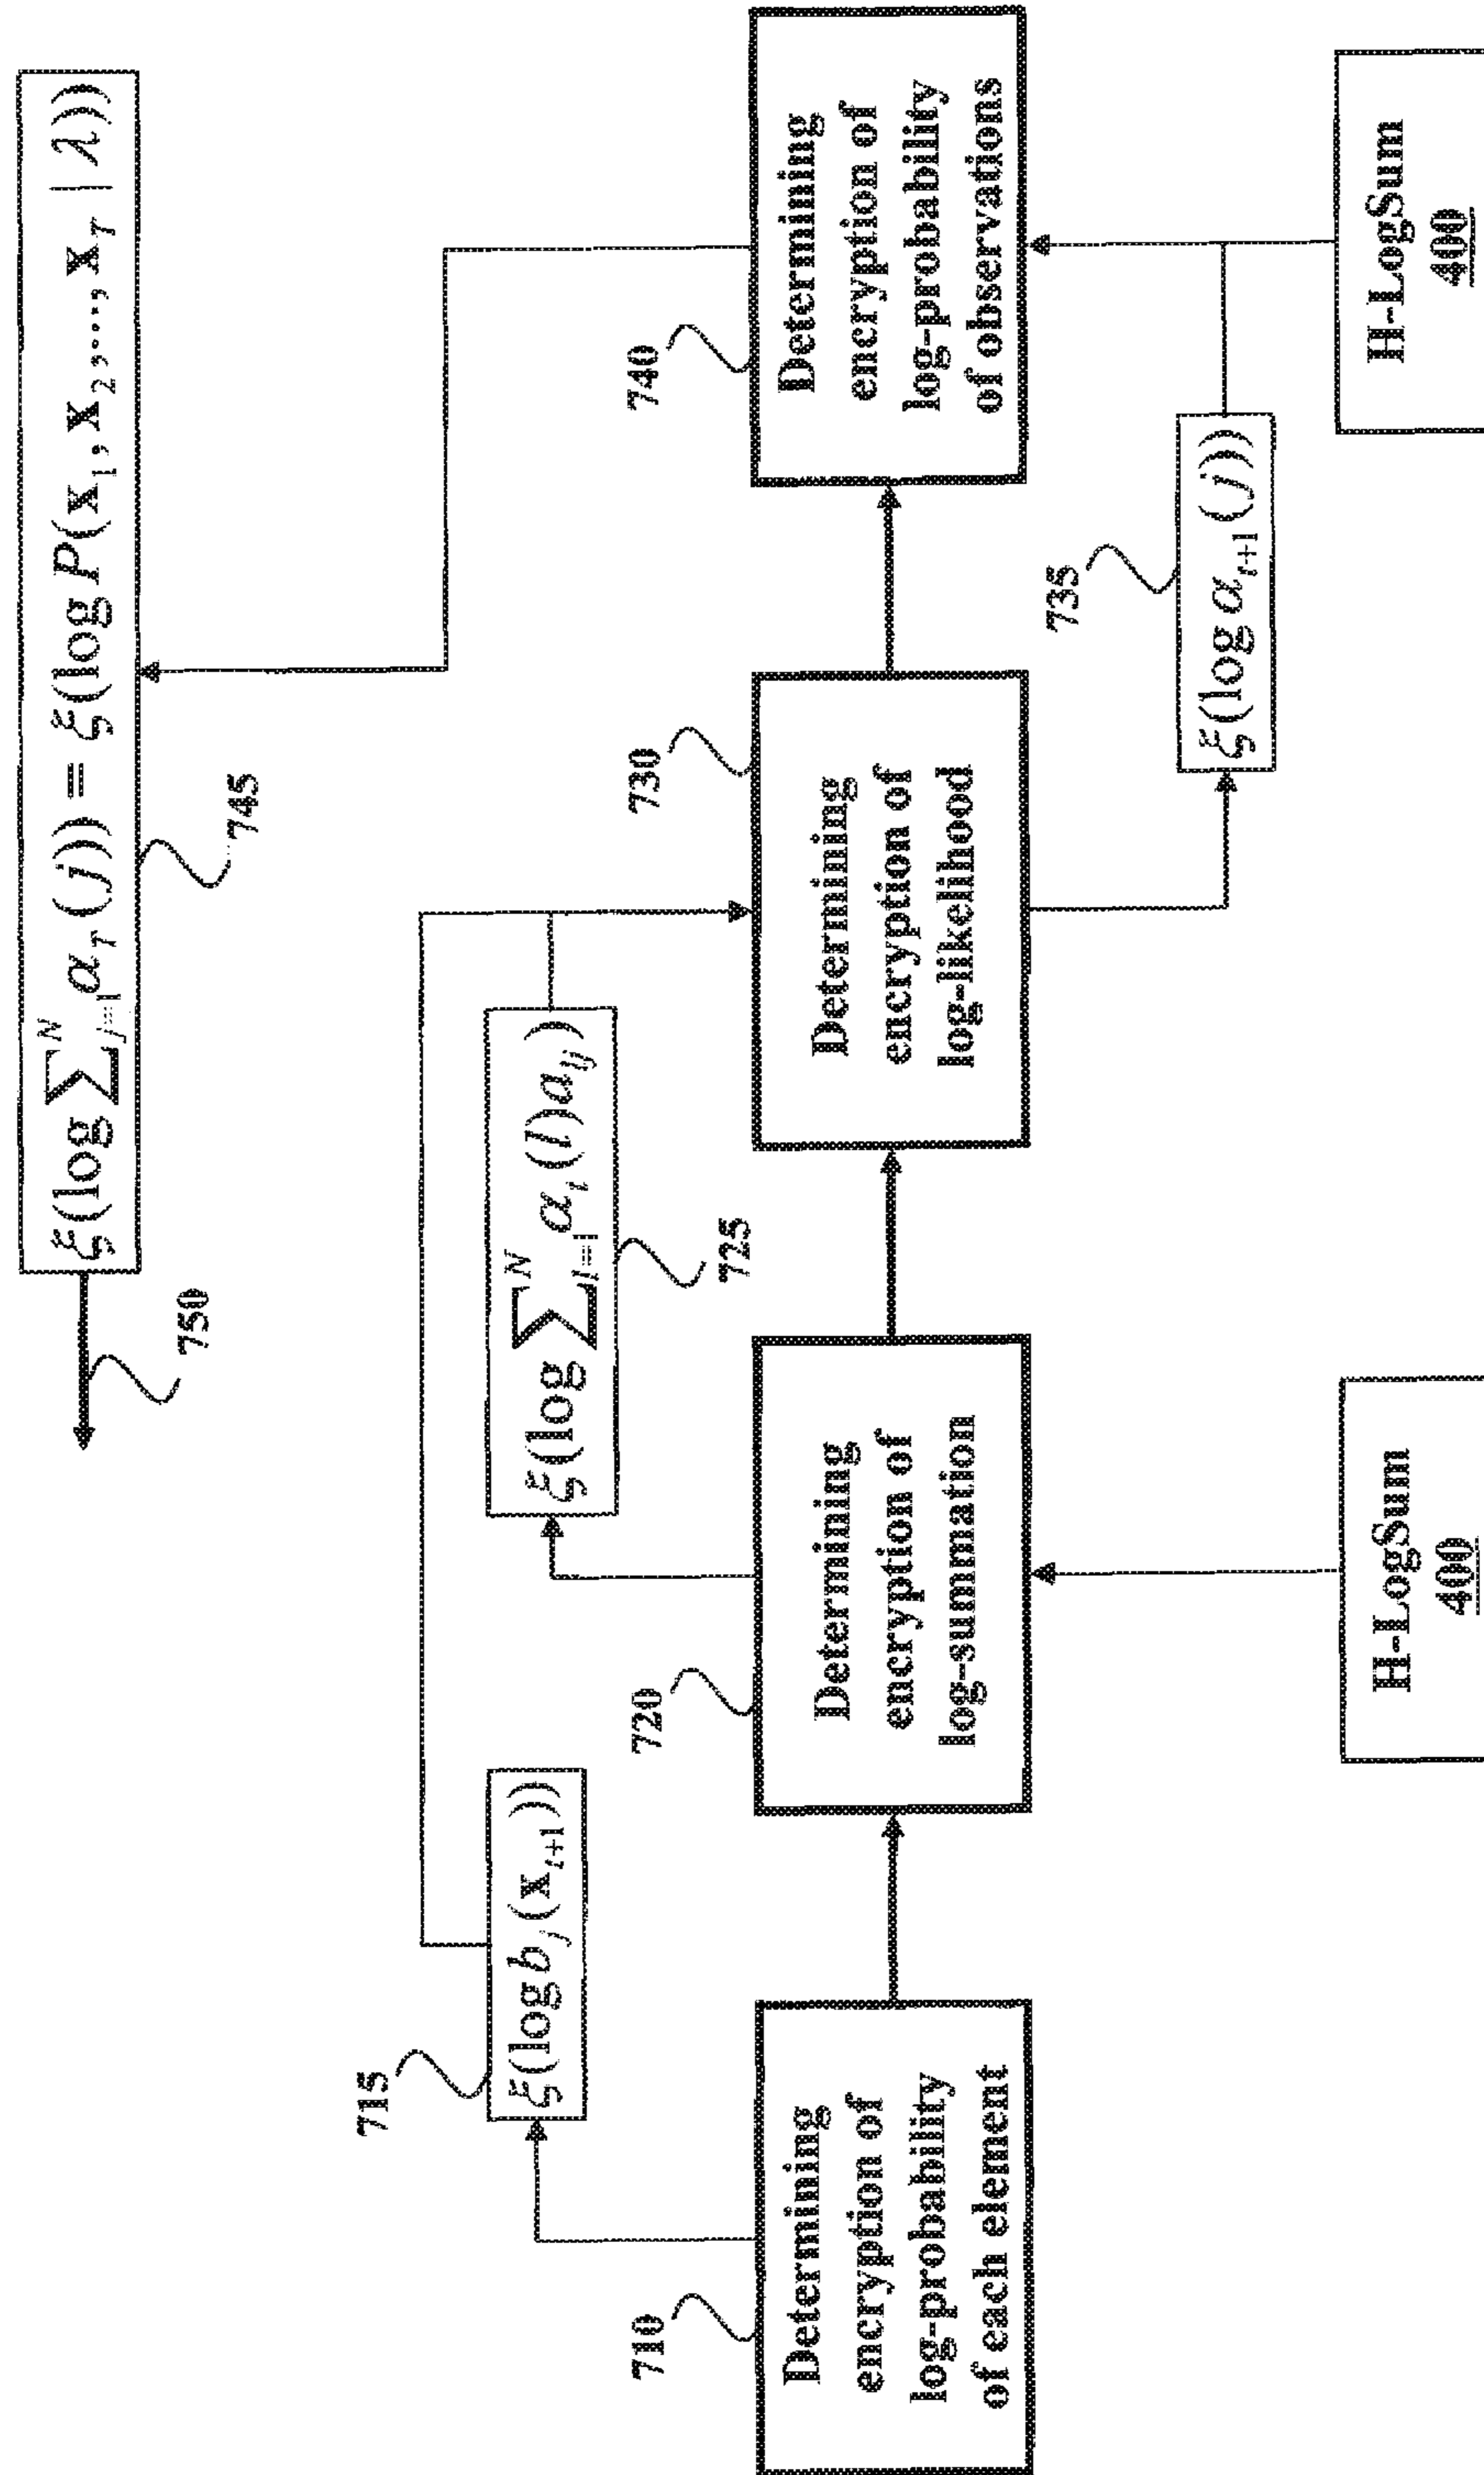 750
ξ(log ∑_{j=1}^{N} α_T(j)) = ξ(log P(x_1, x_2, ..., x_T | λ))
745
715
ξ(log b_j(x_{t+1}))
ξ(log ∑_{l=1}^{N} α_t(l)a_{lj})
725
710
Determining
encryption of
log-probability
of each element
720
Determining
encryption of
log-summation
730
Determining
encryption of
log-likelihood
740
Determining
encryption of
log-probability
of observations
735
ξ(log α_{t+1}(j))
H-LogSum
400
H-LogSum
400